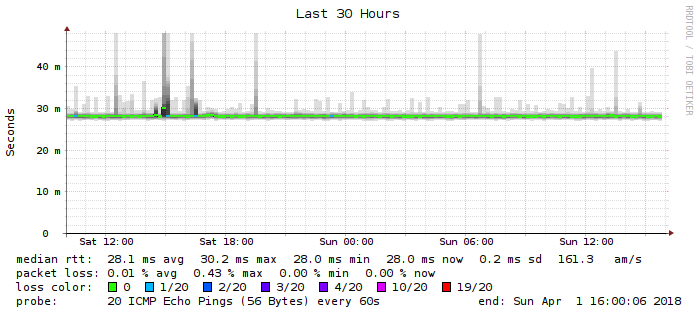 Last 30 Hours
RRDTOOL / TOBI OETIKER
Seconds
40 m
30 m
20 m
10 m
0
Sat 12:00 Sat 18:00 Sun 00:00 Sun 06:00 Sun 12:00
median rtt: 28.1 ms avg 30.2 ms max 28.0 ms min 28.0 ms now 0.2 ms sd 161.3 am/s
packet loss: 0.01 % avg 0.43 % max 0.00 % min 0.00 % now
loss color: 0 1/20 2/20 3/20 4/20 10/20 19/20
probe: 20 ICMP Echo Pings (56 Bytes) every 60s end: Sun Apr 1 16:00:06 2018